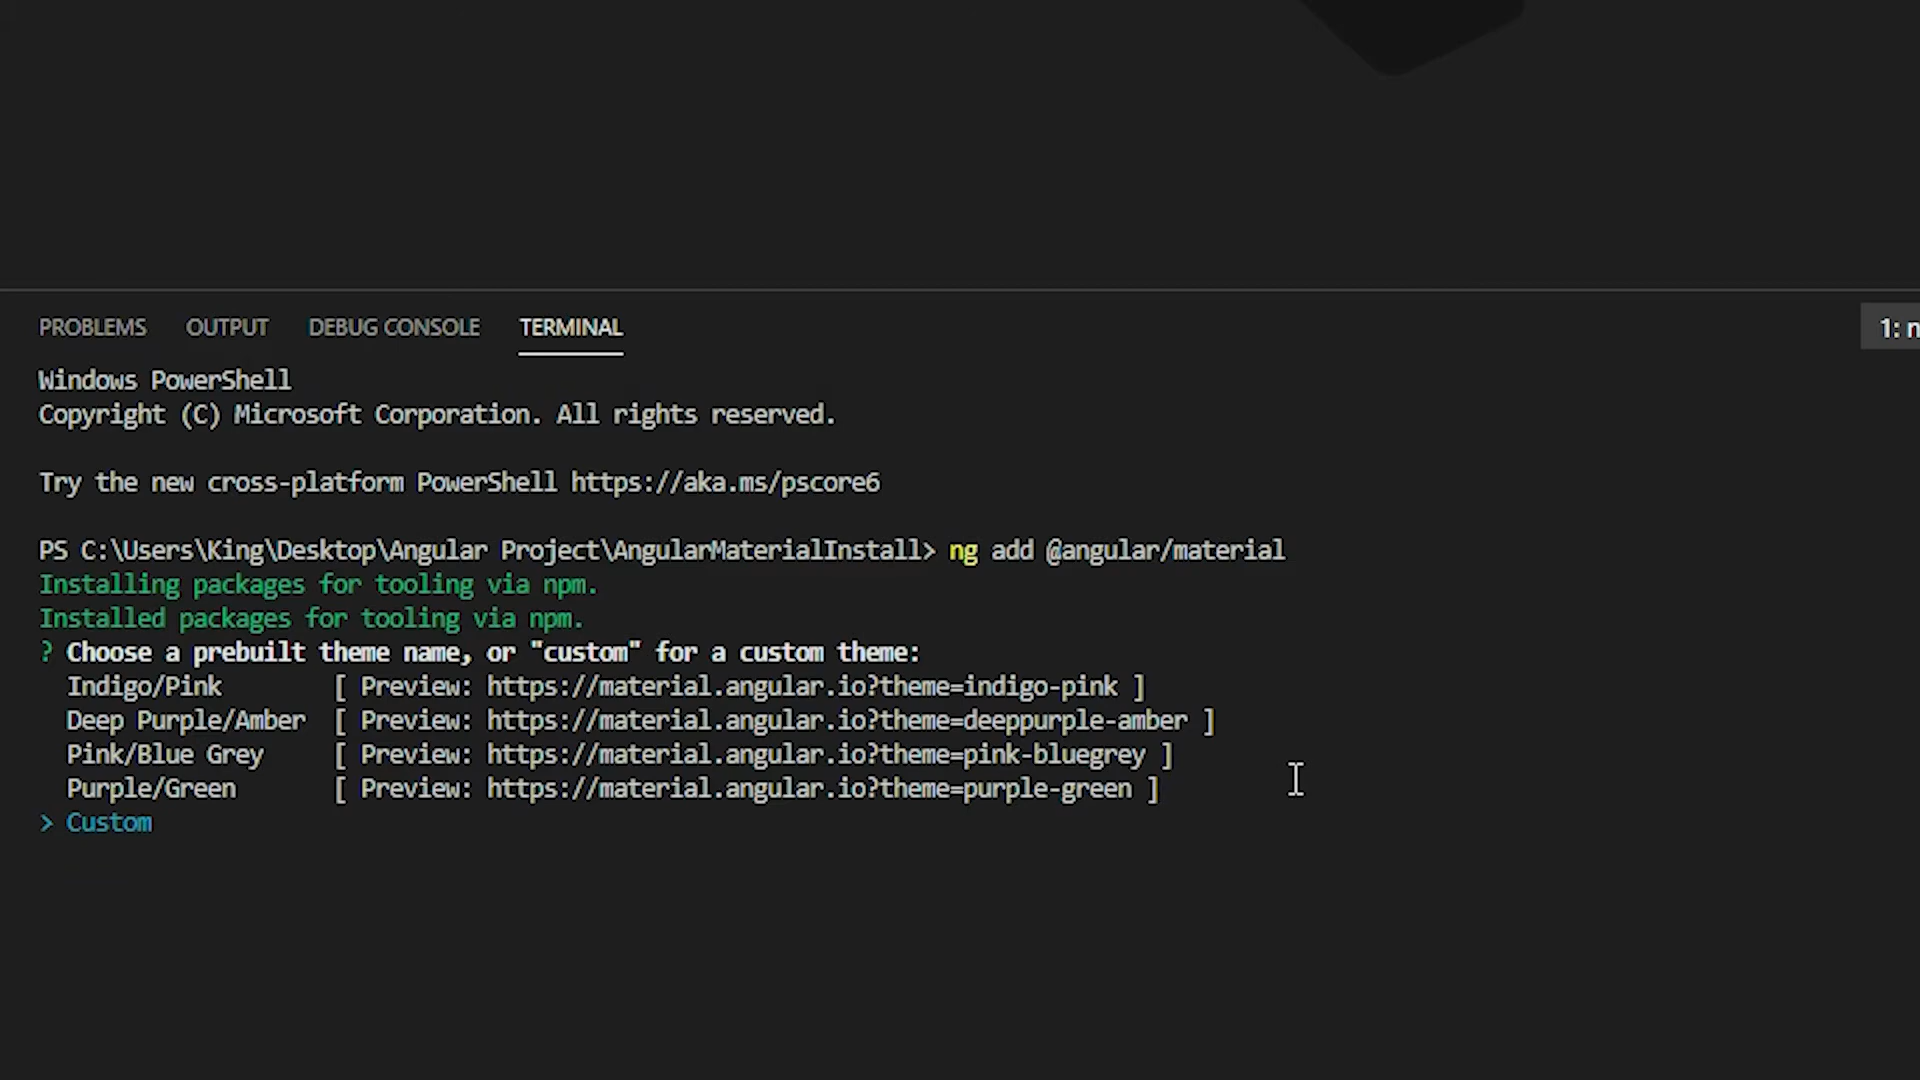 PROBLEMS OUTPUT DEBUG CONSOLE TERMINAL 1: n
Windows PowerShell
Copyright (C) Microsoft Corporation. All rights reserved.
Try the new cross-platform PowerShell https://aka.ms/pscore6
PS C:\Users\King\Desktop\Angular Project\AngularMaterialInstall> ng add @angular/material
Installing packages for tooling via npm.
Installed packages for tooling via npm.
? Choose a prebuilt theme name, or "custom" for a custom theme:
Indigo/Pink [ Preview: https://material.angular.io?theme=indigo-pink ]
Deep Purple/Amber [ Preview: https://material.angular.io?theme=deeppurple-amber ]
Pink/Blue Grey [ Preview: https://material.angular.io?theme=pink-bluegrey ]
Purple/Green [ Preview: https://material.angular.io?theme=purple-green ]
> Custom